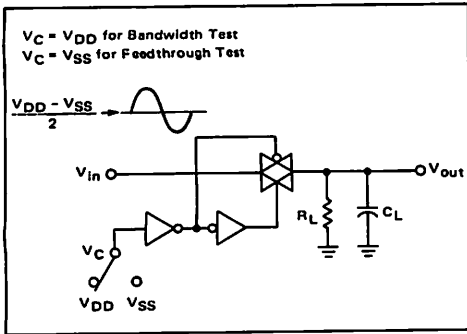 VC = VDD for Bandwidth Test
VC = VSS for Feedthrough Test
VDD – VSS
2
Vin
Vout
RL
CL
VC
VDD
VSS